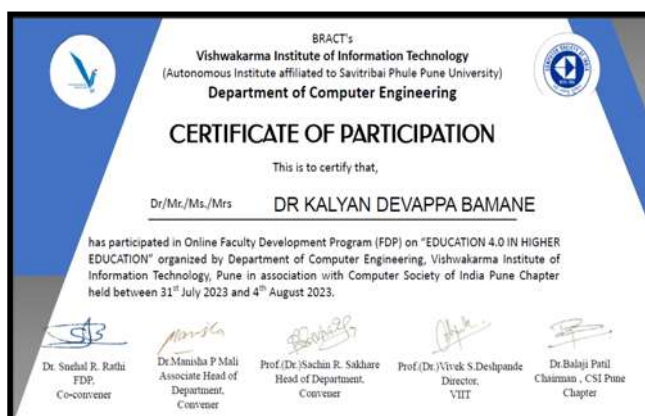 BRACT's
Vishwakarma Institute of Information Technology
(Autonomous Institute affiliated to Savitribai Phule Pune University)
Department of Computer Engineering
CERTIFICATE OF PARTICIPATION
This is to certify that,
Dr/Mr./Ms./Mrs DR KALYAN DEVAPPA BAMANE
has participated in Online Faculty Development Program (FDP) on "EDUCATION 4.0 IN HIGHER
EDUCATION" organized by Department of Computer Engineering, Vishwakarma Institute of
Information Technology, Pune in association with Computer Society of India Pune Chapter
held between 31st July 2023 and 4th August 2023.
Dr. Snehal R. Rathi
FDP,
Co-convener
Dr.Manisha P Mali
Associate Head of
Department,
Convener
Prof.(Dr.)Sachin R. Sakhare
Head of Department,
Convener
Prof.(Dr.)Vivek S.Deshpande
Director,
VIIT
Dr.Balaji Patil
Chairman , CSI Pune
Chapter